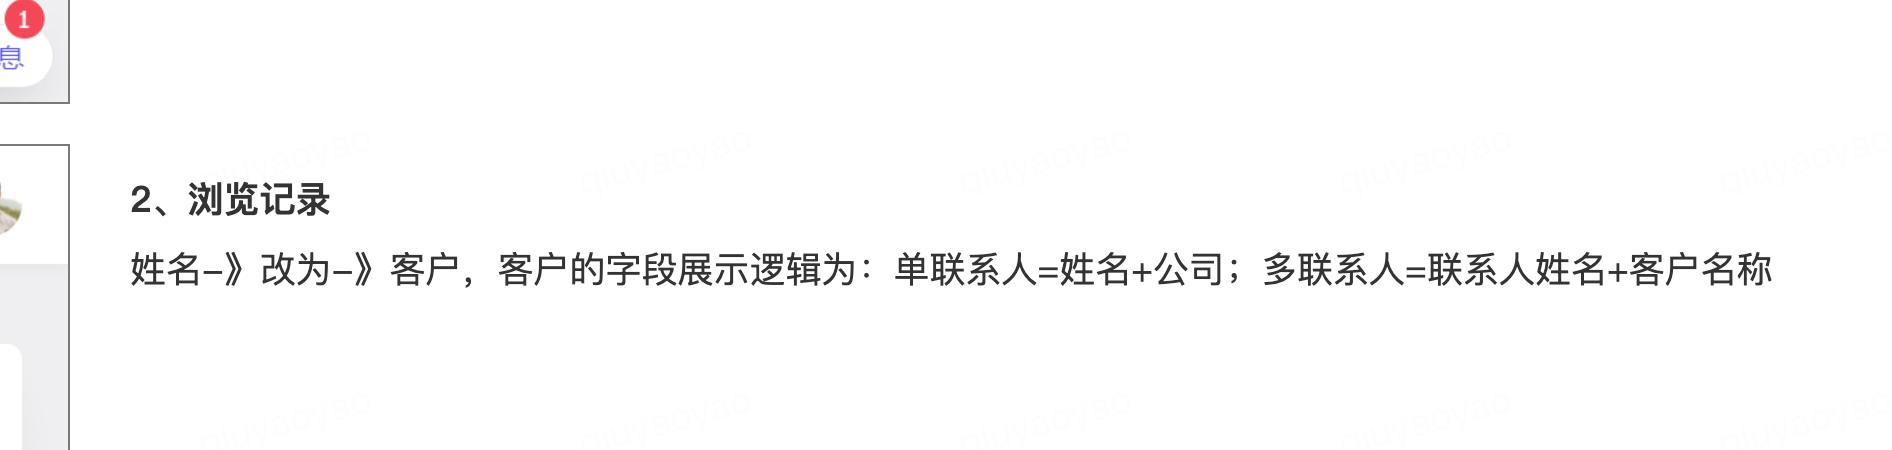 1
息
2、浏览记录
姓名-》改为-》客户，客户的字段展示逻辑为：单联系人=姓名+公司；多联系人=联系人姓名+客户名称
qiuyaoyao qiuyaoyao qiuyaoyao qiuyaoyao qiuyaoyao
qiuyaoyao qiuyaoyao qiuyaoyao qiuyaoyao qiuyaoyao